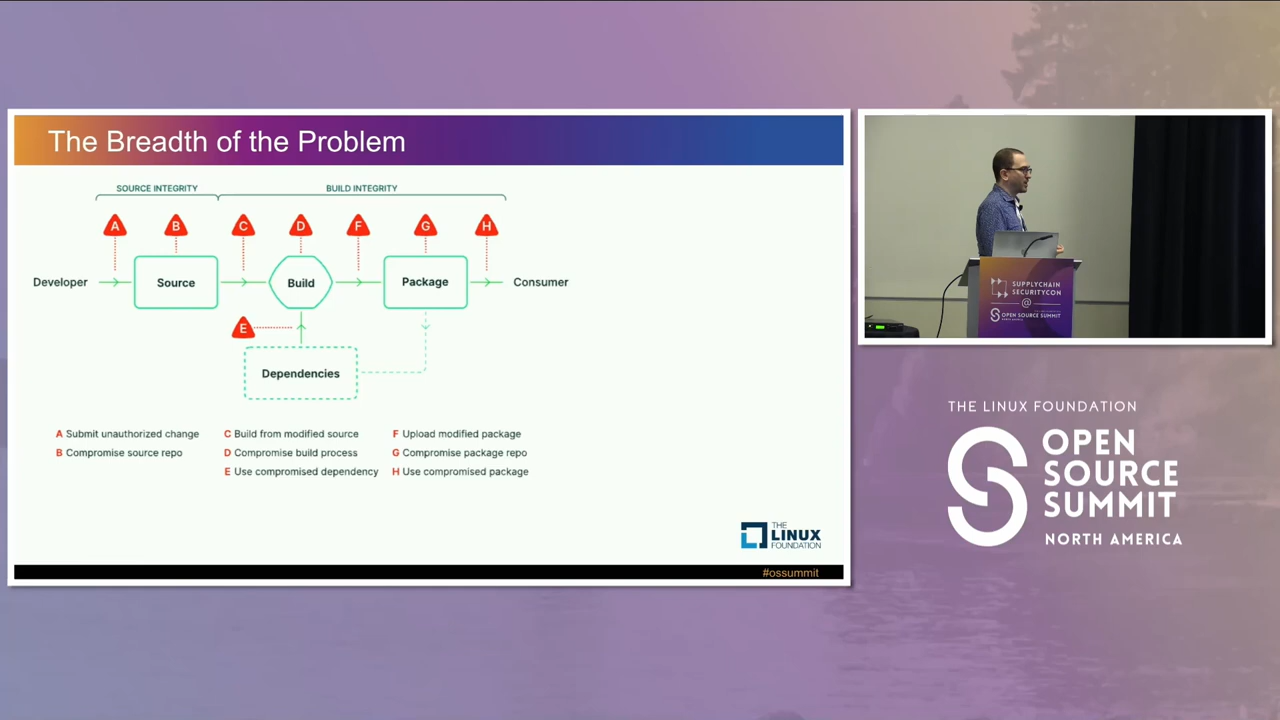 The Breadth of the Problem
SOURCE INTEGRITY
BUILD INTEGRITY
A
B
C
D
F
G
H
Developer
Source
Build
Package
Consumer
E
Dependencies
A Submit unauthorized change
B Compromise source repo
C Build from modified source
D Compromise build process
E Use compromised dependency
F Upload modified package
G Compromise package repo
H Use compromised package
THE
LINUX
FOUNDATION
#ossummit
SUPPLYCHAIN
SECURITYCON
@
OPEN SOURCE SUMMIT
THE LINUX FOUNDATION
OPEN
SOURCE
SUMMIT
NORTH AMERICA